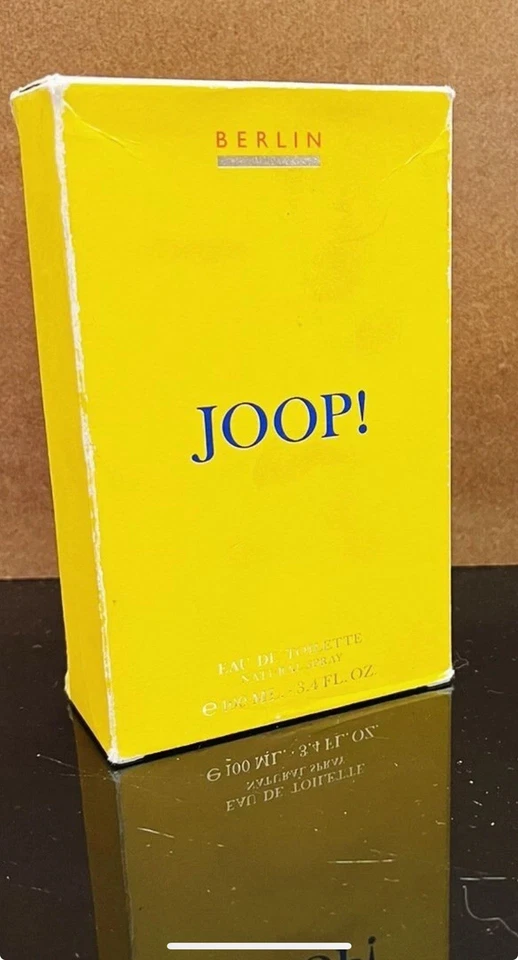 BERLIN
JOOP!
EAU DE TOILETTE
NATURAL SPRAY
e 100 ML. · 3.4 FL. OZ.